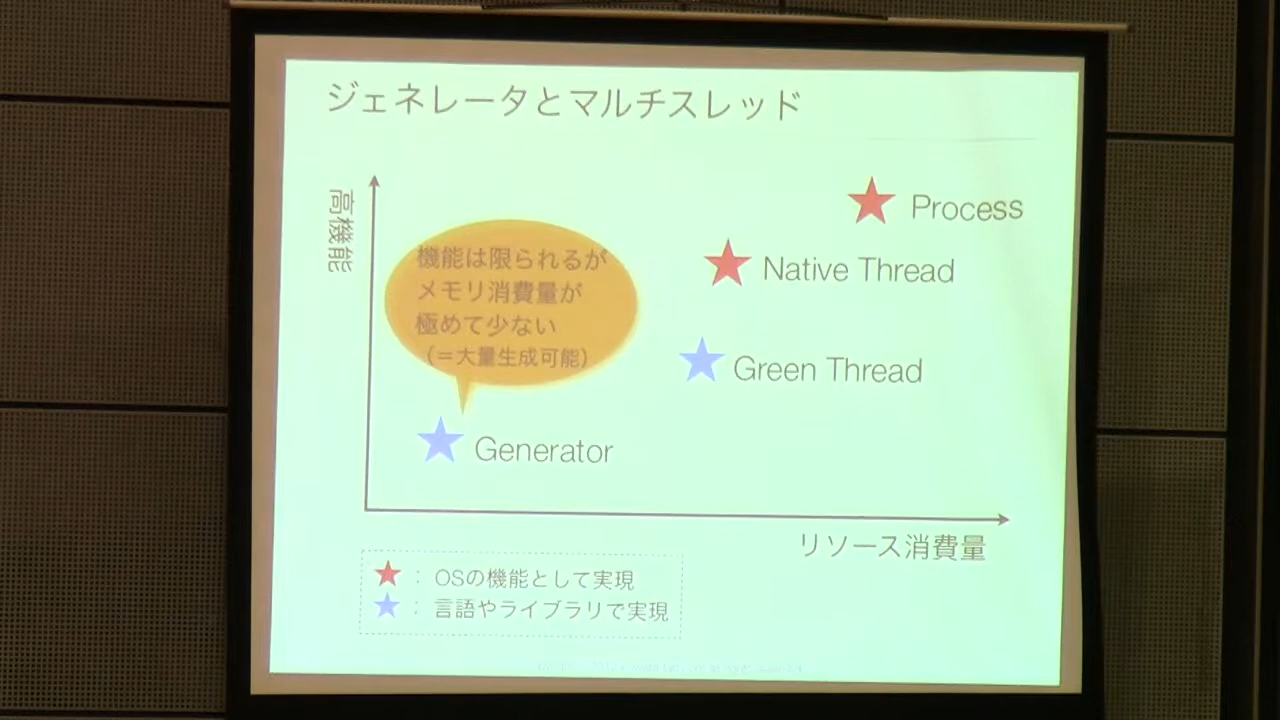 ジェネレータとマルチスレッド
高機能
Process
Native Thread
機能は限られるが
メモリ消費量が
極めて少ない
（＝大量生成可能）
Green Thread
Generator
リソース消費量
★ ： OSの機能として実現
★ ： 言語やライブラリで実現